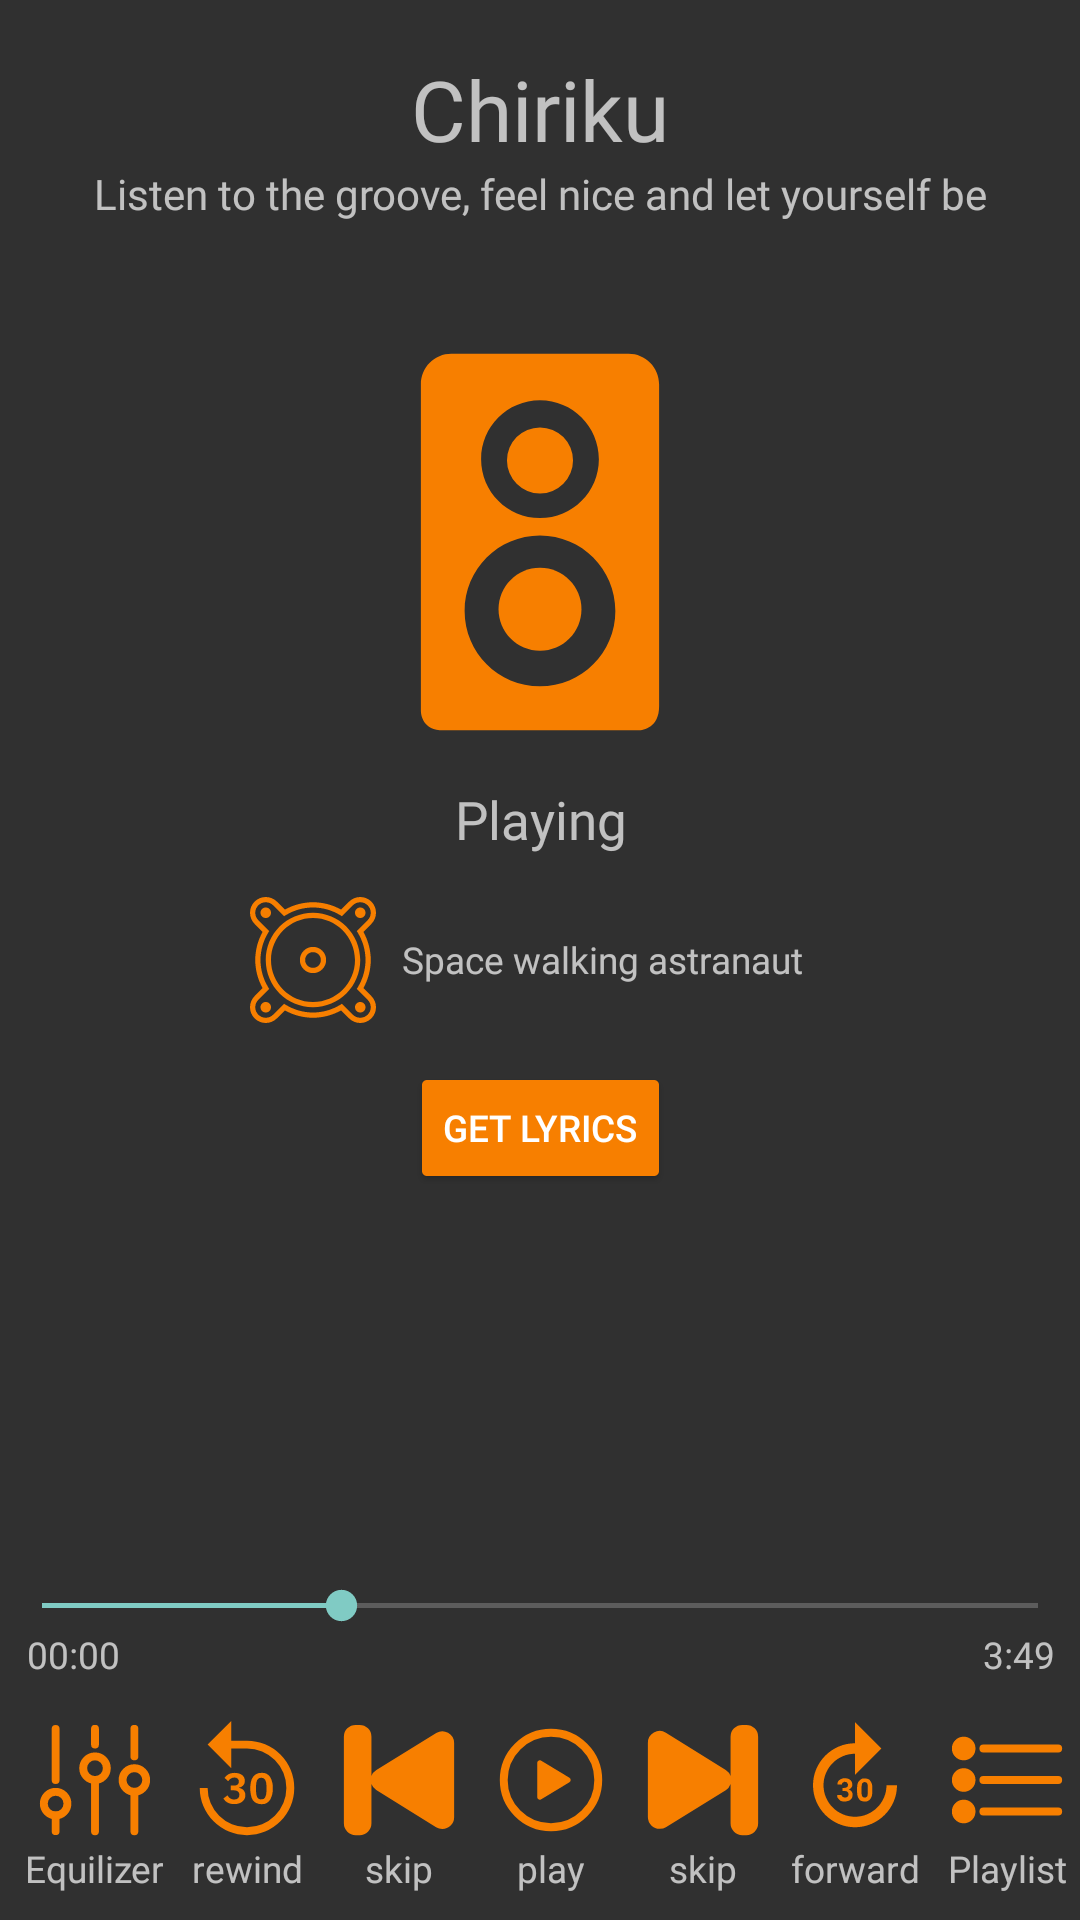 Chiriku
Listen to the groove, feel nice and let yourself be
Playing
Space walking astranaut
GET LYRICS
00:00 3:49
30 30
Equilizer rewind skip play skip forward Playlist